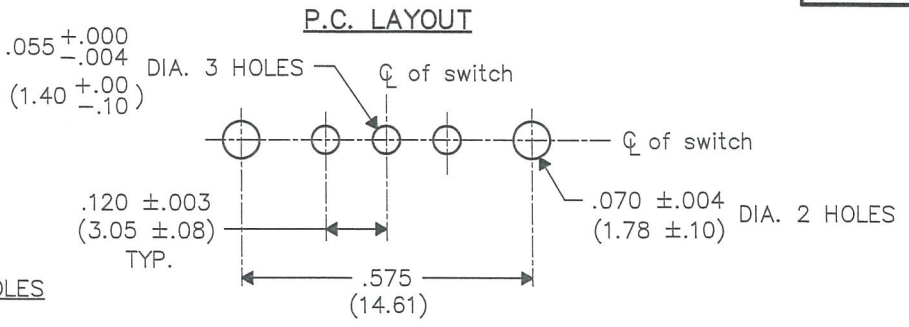 P.C. LAYOUT
.055 +.000
-.004
(1.40 +.00
-.10)
DIA. 3 HOLES
℄ of switch
℄ of switch
.120 ±.003
(3.05 ±.08)
TYP.
.070 ±.004
(1.78 ±.10)
DIA. 2 HOLES
.575
(14.61)
OLES